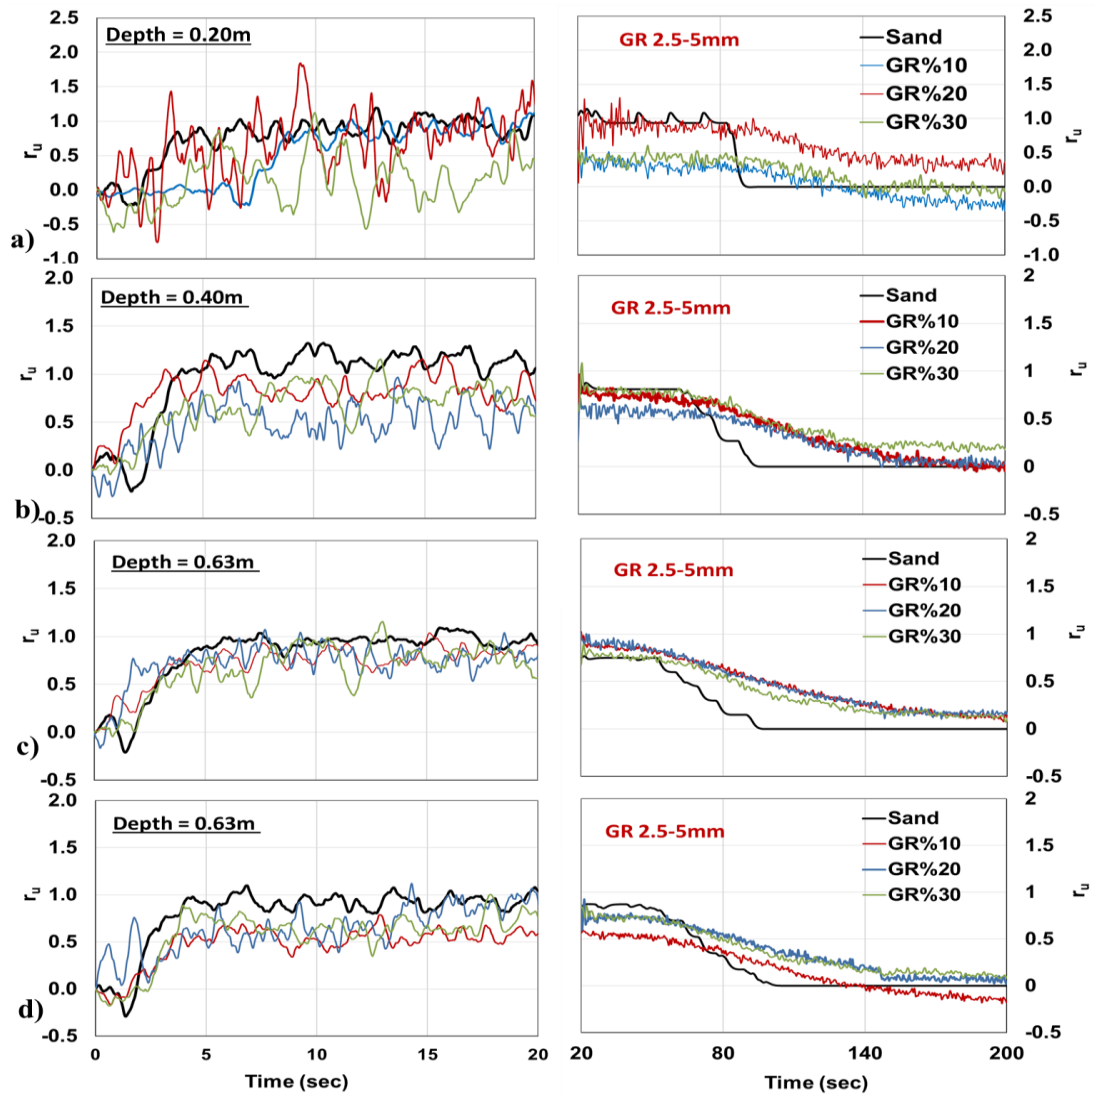 2.5
2.0
1.5
1.0
0.5
0.0
-0.5
-1.0
r_u
Depth = 0.20m
a)
GR 2.5-5mm
Sand
GR%10
GR%20
GR%30
2.5
2.0
1.5
1.0
0.5
0.0
-0.5
-1.0
r_u
2.0
1.5
1.0
0.5
0.0
-0.5
r_u
Depth = 0.40m
b)
GR 2.5-5mm
Sand
GR%10
GR%20
GR%30
2
1.5
1
0.5
0
-0.5
r_u
2.0
1.5
1.0
0.5
0.0
-0.5
r_u
Depth = 0.63m
c)
GR 2.5-5mm
Sand
GR%10
GR%20
GR%30
2
1.5
1
0.5
0
-0.5
r_u
2.0
1.5
1.0
0.5
0.0
-0.5
r_u
Depth = 0.63m
d)
0 5 10 15 20
Time (sec)
GR 2.5-5mm
Sand
GR%10
GR%20
GR%30
2
1.5
1
0.5
0
-0.5
r_u
20 80 140 200
Time (sec)